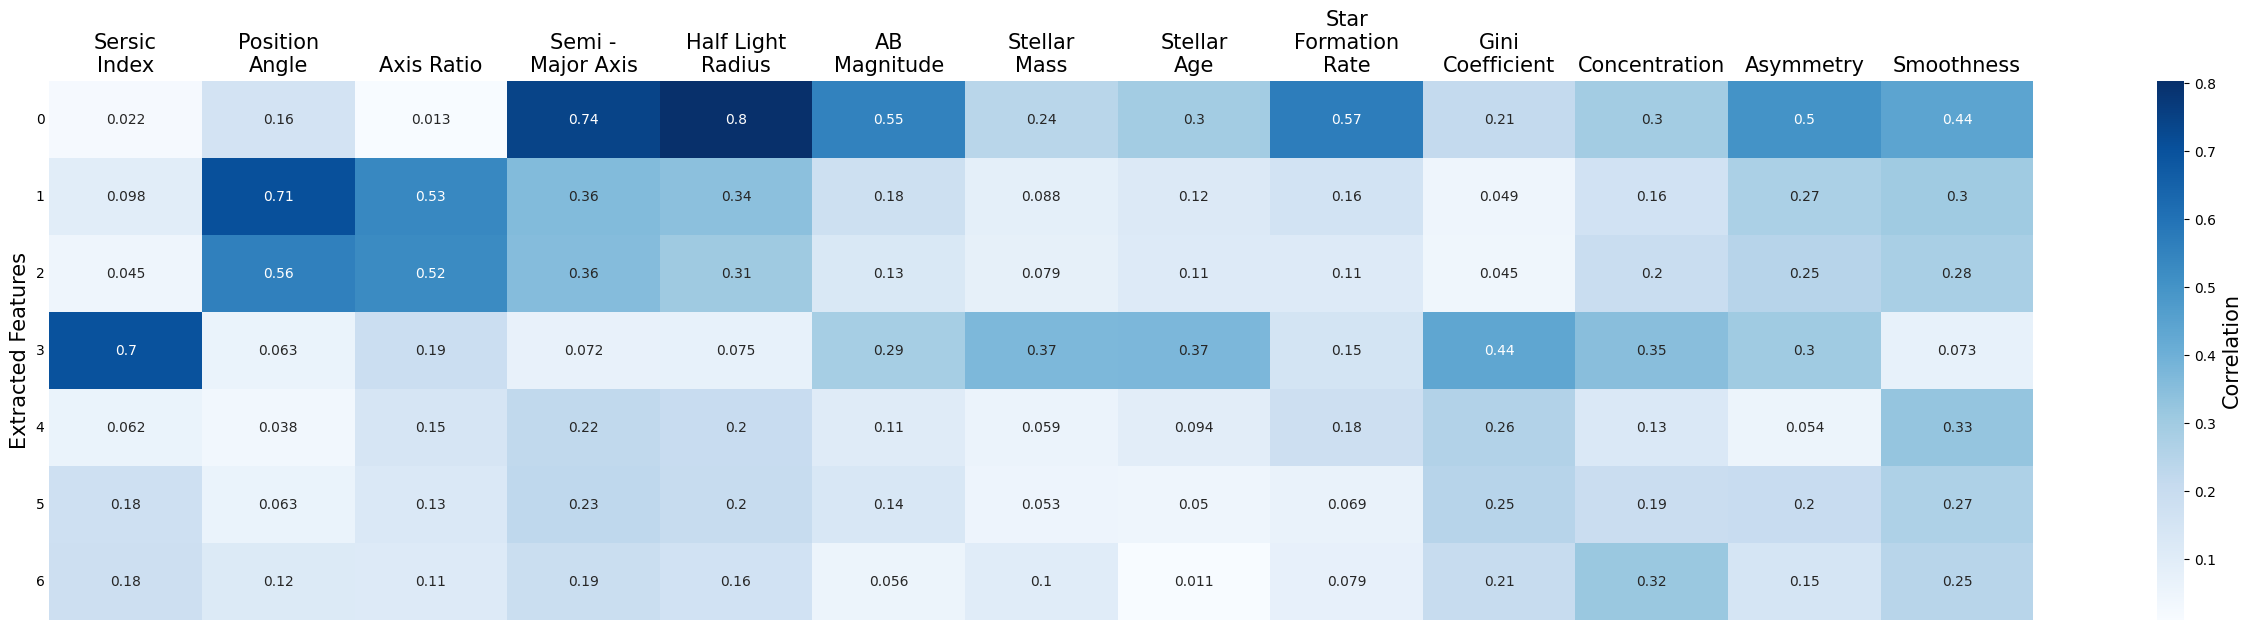 Sersic
Index
Position
Angle
Axis Ratio
Semi -
Major Axis
Half Light
Radius
AB
Magnitude
Stellar
Mass
Stellar
Age
Star
Formation
Rate
Gini
Coefficient
Concentration
Asymmetry
Smoothness
Extracted Features
0 0.022 0.16 0.013 0.74 0.8 0.55 0.24 0.3 0.57 0.21 0.3 0.5 0.44
1 0.098 0.71 0.53 0.36 0.34 0.18 0.088 0.12 0.16 0.049 0.16 0.27 0.3
2 0.045 0.56 0.52 0.36 0.31 0.13 0.079 0.11 0.11 0.045 0.2 0.25 0.28
3 0.7 0.063 0.19 0.072 0.075 0.29 0.37 0.37 0.15 0.44 0.35 0.3 0.073
4 0.062 0.038 0.15 0.22 0.2 0.11 0.059 0.094 0.18 0.26 0.13 0.054 0.33
5 0.18 0.063 0.13 0.23 0.2 0.14 0.053 0.05 0.069 0.25 0.19 0.2 0.27
6 0.18 0.12 0.11 0.19 0.16 0.056 0.1 0.011 0.079 0.21 0.32 0.15 0.25
0.8
0.7
0.6
0.5
0.4
0.3
0.2
0.1
Correlation